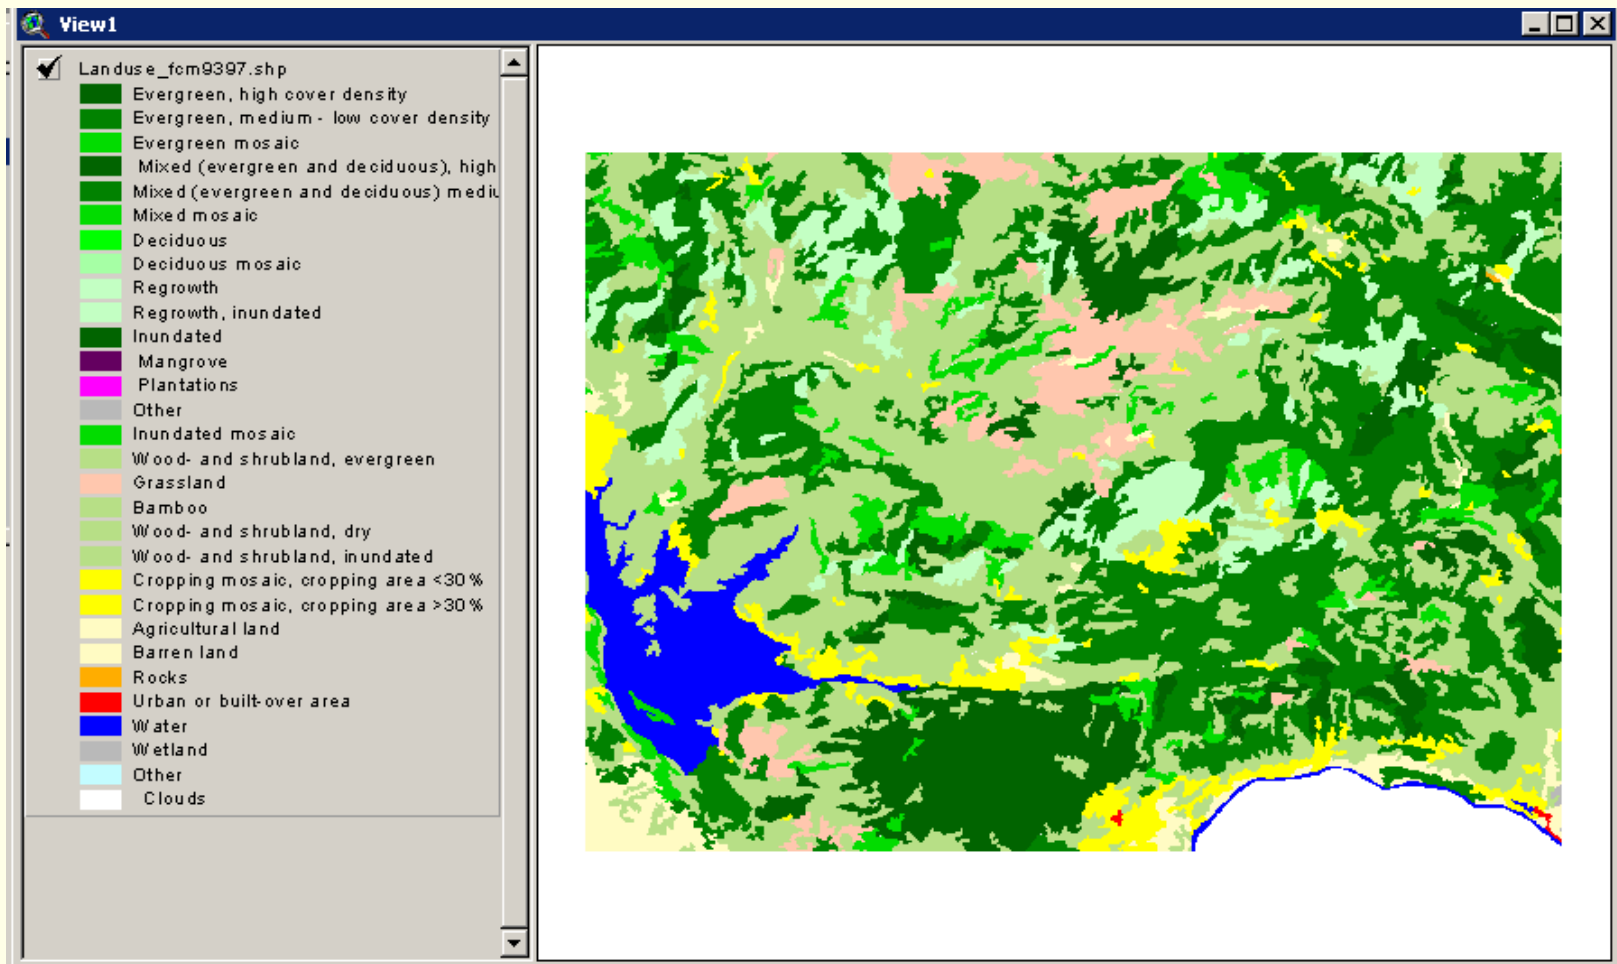 View1
Landuse_fcm9397.shp
Evergreen, high cover density
Evergreen, medium - low cover density
Evergreen mosaic
Mixed (evergreen and deciduous), high
Mixed (evergreen and deciduous) mediu
Mixed mosaic
Deciduous
Deciduous mosaic
Regrowth
Regrowth, inundated
Inundated
Mangrove
Plantations
Other
Inundated mosaic
Wood- and shrubland, evergreen
Grassland
Bamboo
Wood- and shrubland, dry
Wood- and shrubland, inundated
Cropping mosaic, cropping area <30%
Cropping mosaic, cropping area >30%
Agricultural land
Barren land
Rocks
Urban or built-over area
Water
Wetland
Other
Clouds